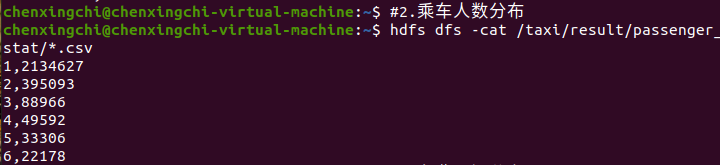 chenxingchi@chenxingchi-virtual-machine:~$ #2.乘车人数分布
chenxingchi@chenxingchi-virtual-machine:~$ hdfs dfs -cat /taxi/result/passenger_
stat/*.csv
1,2134627
2,395093
3,88966
4,49592
5,33306
6,22178